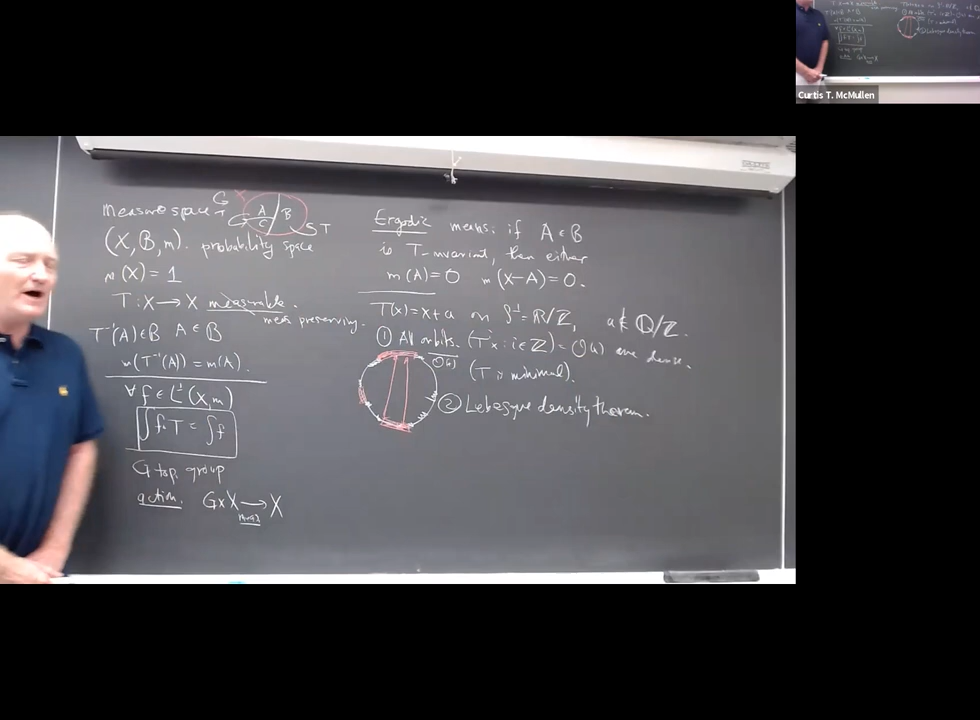 Measure space
G
A
B
C
T
(X, B, m). probability space
m(X) = 1
T : X → X measurable.
meas preserving.
T⁻¹(A) ∈ B A ∈ B
m(T⁻¹(A)) = m(A).
∀ f ∈ L¹(X, m)
∫f∘T = ∫f
G top. group
action. G × X → X
meas
Ergodic means: if A ∈ B
is T-invariant, then either
m(A) = 0 m(X-A) = 0.
T(x) = x + a on S¹ = ℝ/ℤ, a ∉ ℚ/ℤ.
① All orbits. (Tⁱx : i ∈ ℤ) = O(x) are dense.
(T is minimal).
② Lebesgue density theorem.
Curtis T. McMullen